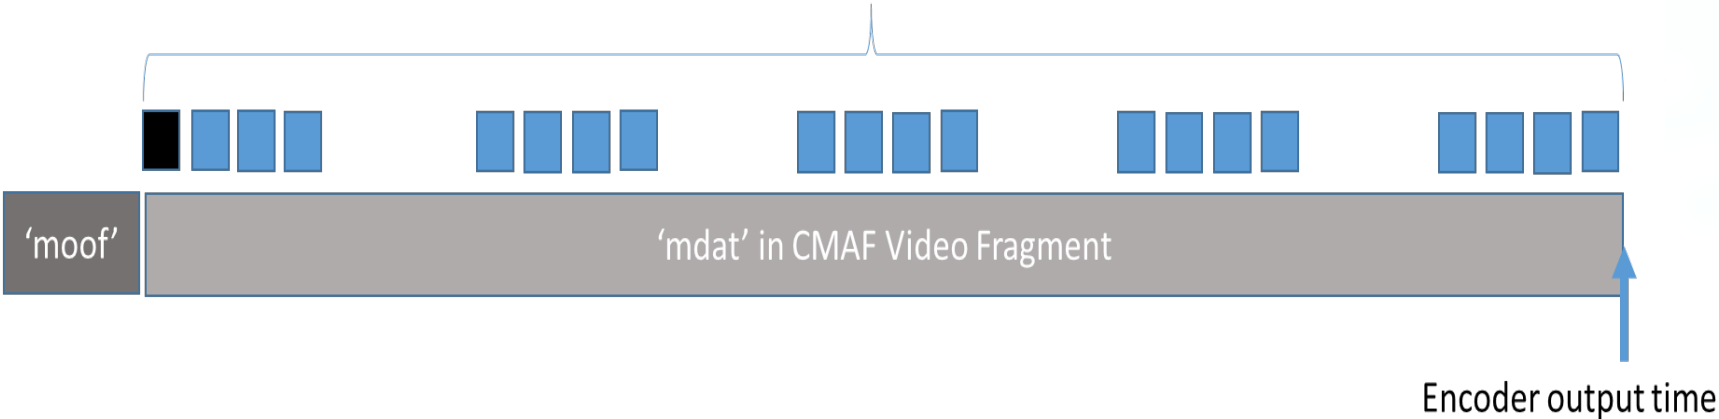 ‘moof’
‘mdat’ in CMAF Video Fragment
Encoder output time